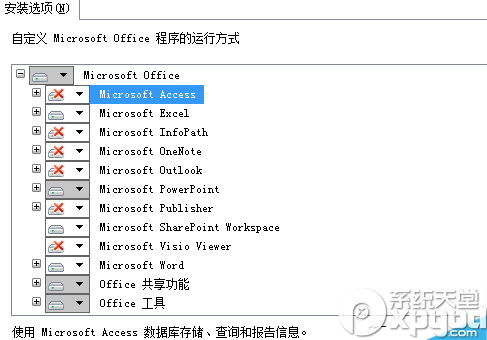 安装选项(N)
自定义 Microsoft Office 程序的运行方式
Microsoft Office
Microsoft Access
Microsoft Excel
Microsoft InfoPath
Microsoft OneNote
Microsoft Outlook
Microsoft PowerPoint
Microsoft Publisher
Microsoft SharePoint Workspace
Microsoft Visio Viewer
Microsoft Word
Office 共享功能
Office 工具
使用 Microsoft Access 数据库存储、查询和报告信息。
系统天堂